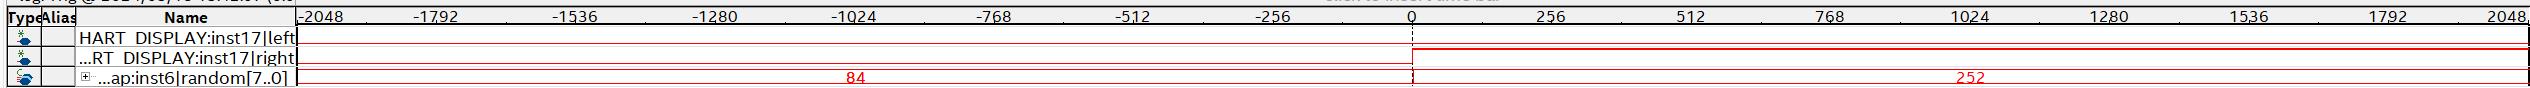 Type Alias Name -2048 -1792 -1536 -1280 -1024 -768 -512 -256 0 256 512 768 1024 1280 1536 1792 2048
HART_DISPLAY:inst17|left
...RT_DISPLAY:inst17|right
...ap:inst6|random[7..0] 84 252